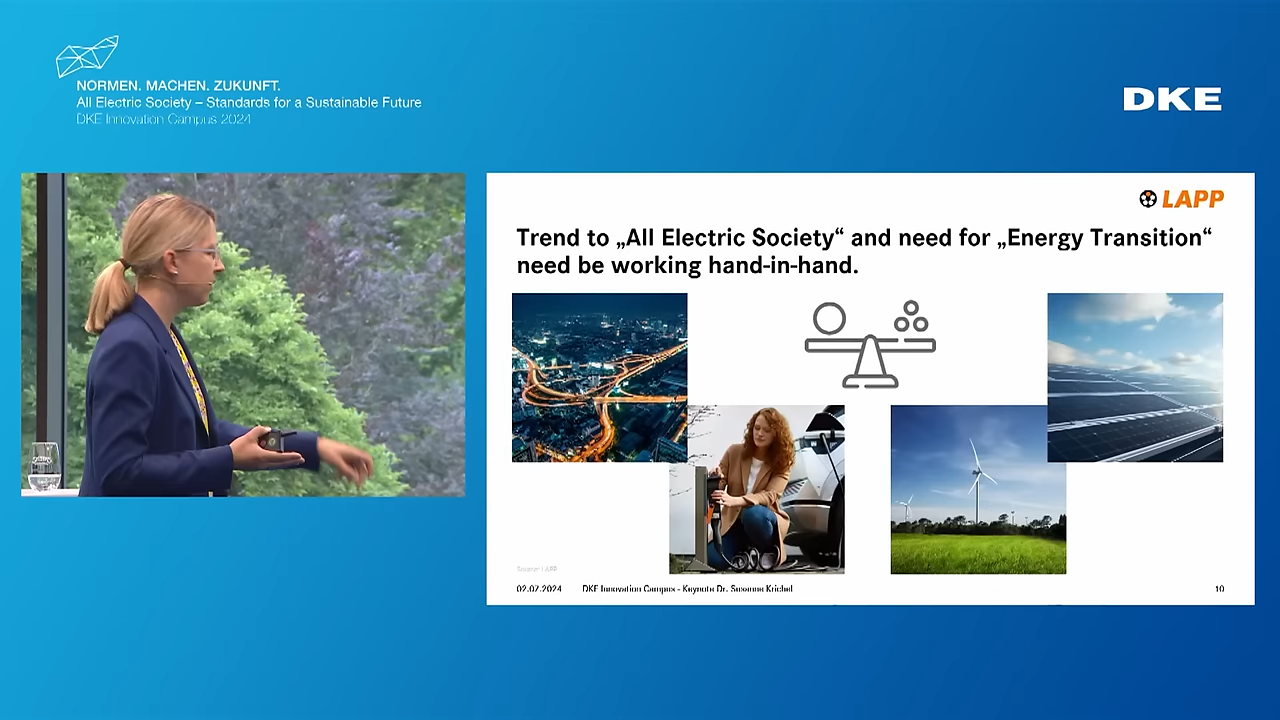 NORMEN. MACHEN. ZUKUNFT.
All Electric Society – Standards for a Sustainable Future
DKE Innovation Campus 2024
DKE
LAPP
Trend to „All Electric Society“ and need for „Energy Transition“
need be working hand-in-hand.
02.07.2024 DKE Innovation Campus - Keynote Dr. Susanne Krichel 10